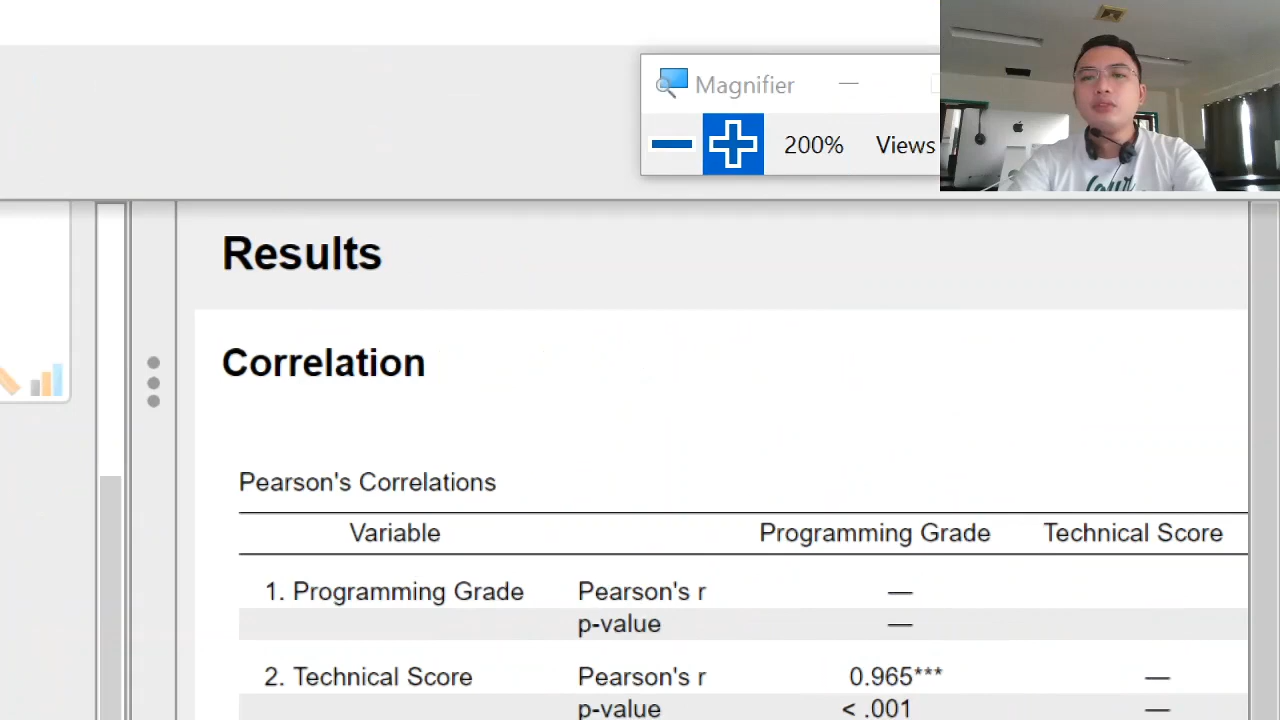 Magnifier
200% Views
Results
Correlation
Pearson's Correlations
Variable Programming Grade Technical Score
1. Programming Grade Pearson's r —
p-value —
2. Technical Score Pearson's r 0.965*** —
p-value < .001 —